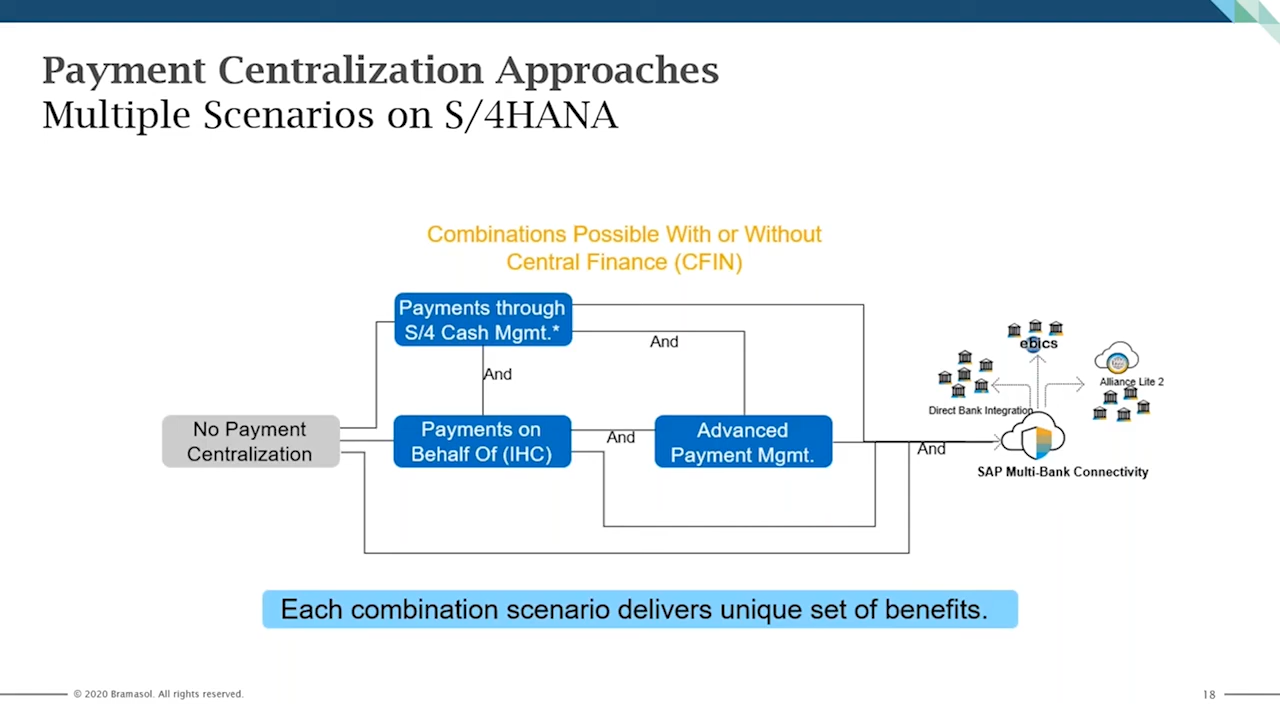 Payment Centralization Approaches
Multiple Scenarios on S/4HANA
Combinations Possible With or Without
Central Finance (CFIN)
Payments through
S/4 Cash Mgmt.*
And
And
No Payment
Centralization
Payments on
Behalf Of (IHC)
And
Advanced
Payment Mgmt.
And
ebics
Alliance Lite 2
Direct Bank Integration
SAP Multi-Bank Connectivity
Each combination scenario delivers unique set of benefits.
© 2020 Bramasol. All rights reserved.
18